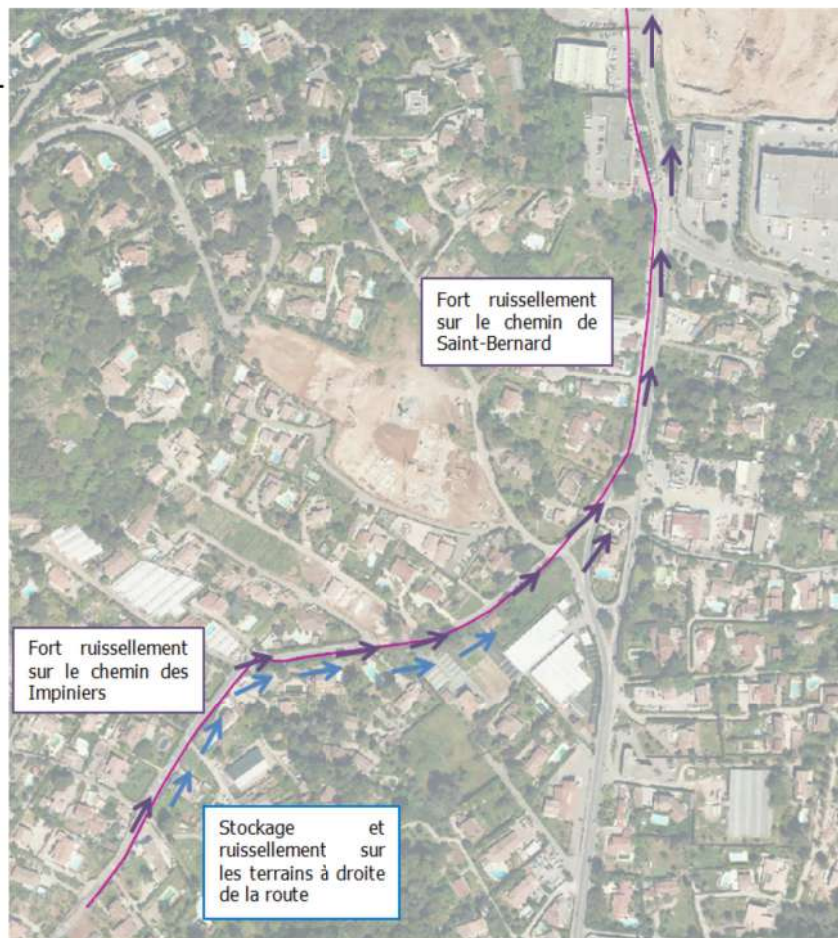 Fort ruissellement
sur le chemin de
Saint-Bernard
Fort ruissellement
sur le chemin des
Impiniers
Stockage et
ruissellement sur
les terrains à droite
de la route